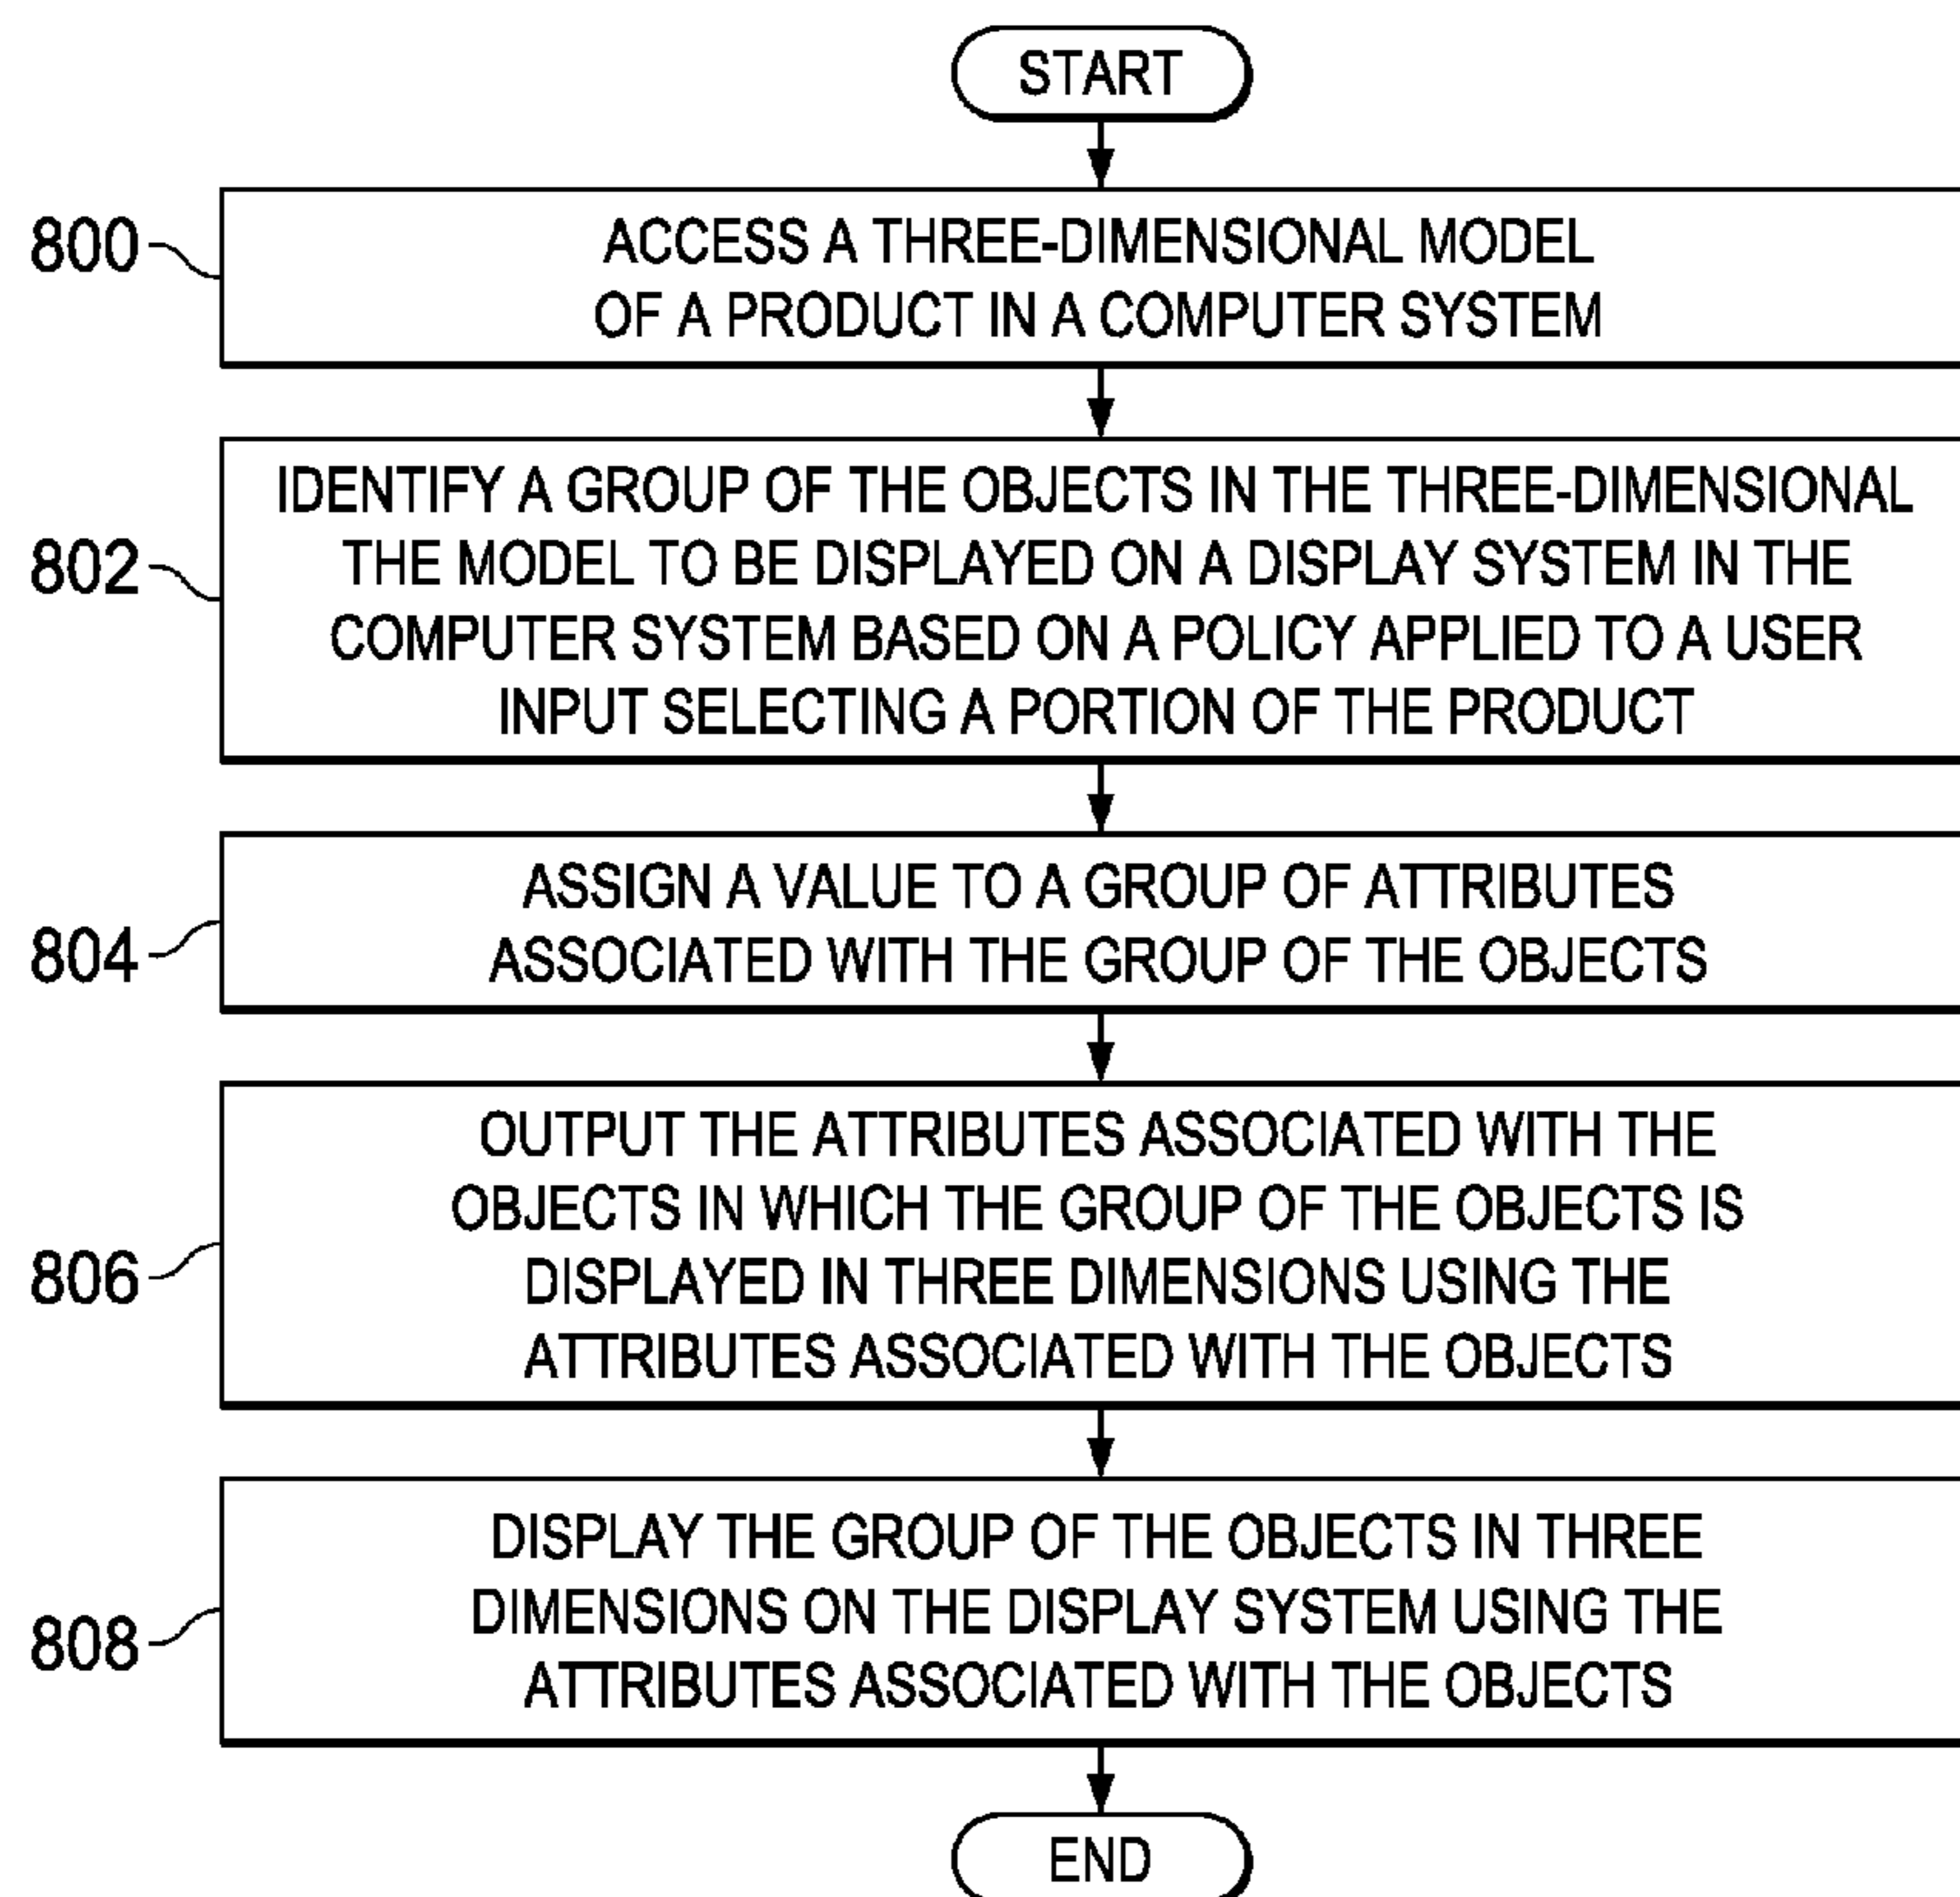 START
800
ACCESS A THREE-DIMENSIONAL MODEL
OF A PRODUCT IN A COMPUTER SYSTEM
802
IDENTIFY A GROUP OF THE OBJECTS IN THE THREE-DIMENSIONAL
THE MODEL TO BE DISPLAYED ON A DISPLAY SYSTEM IN THE
COMPUTER SYSTEM BASED ON A POLICY APPLIED TO A USER
INPUT SELECTING A PORTION OF THE PRODUCT
804
ASSIGN A VALUE TO A GROUP OF ATTRIBUTES
ASSOCIATED WITH THE GROUP OF THE OBJECTS
806
OUTPUT THE ATTRIBUTES ASSOCIATED WITH THE
OBJECTS IN WHICH THE GROUP OF THE OBJECTS IS
DISPLAYED IN THREE DIMENSIONS USING THE
ATTRIBUTES ASSOCIATED WITH THE OBJECTS
808
DISPLAY THE GROUP OF THE OBJECTS IN THREE
DIMENSIONS ON THE DISPLAY SYSTEM USING THE
ATTRIBUTES ASSOCIATED WITH THE OBJECTS
END